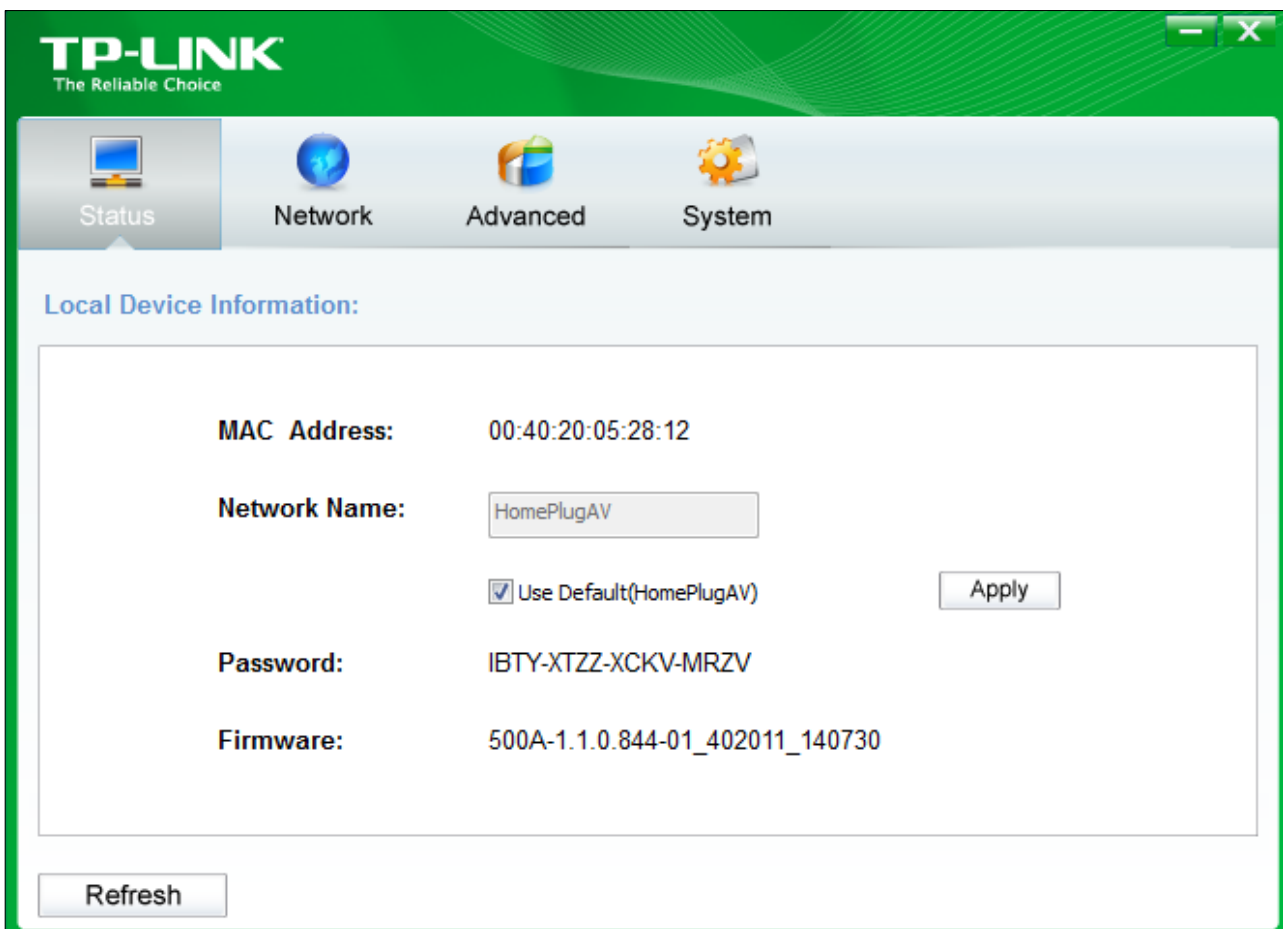 TP-LINK
The Reliable Choice
Status Network Advanced System
Local Device Information:
MAC Address: 00:40:20:05:28:12
Network Name: HomePlugAV
Use Default(HomePlugAV) Apply
Password: IBTY-XTZZ-XCKV-MRZV
Firmware: 500A-1.1.0.844-01_402011_140730
Refresh